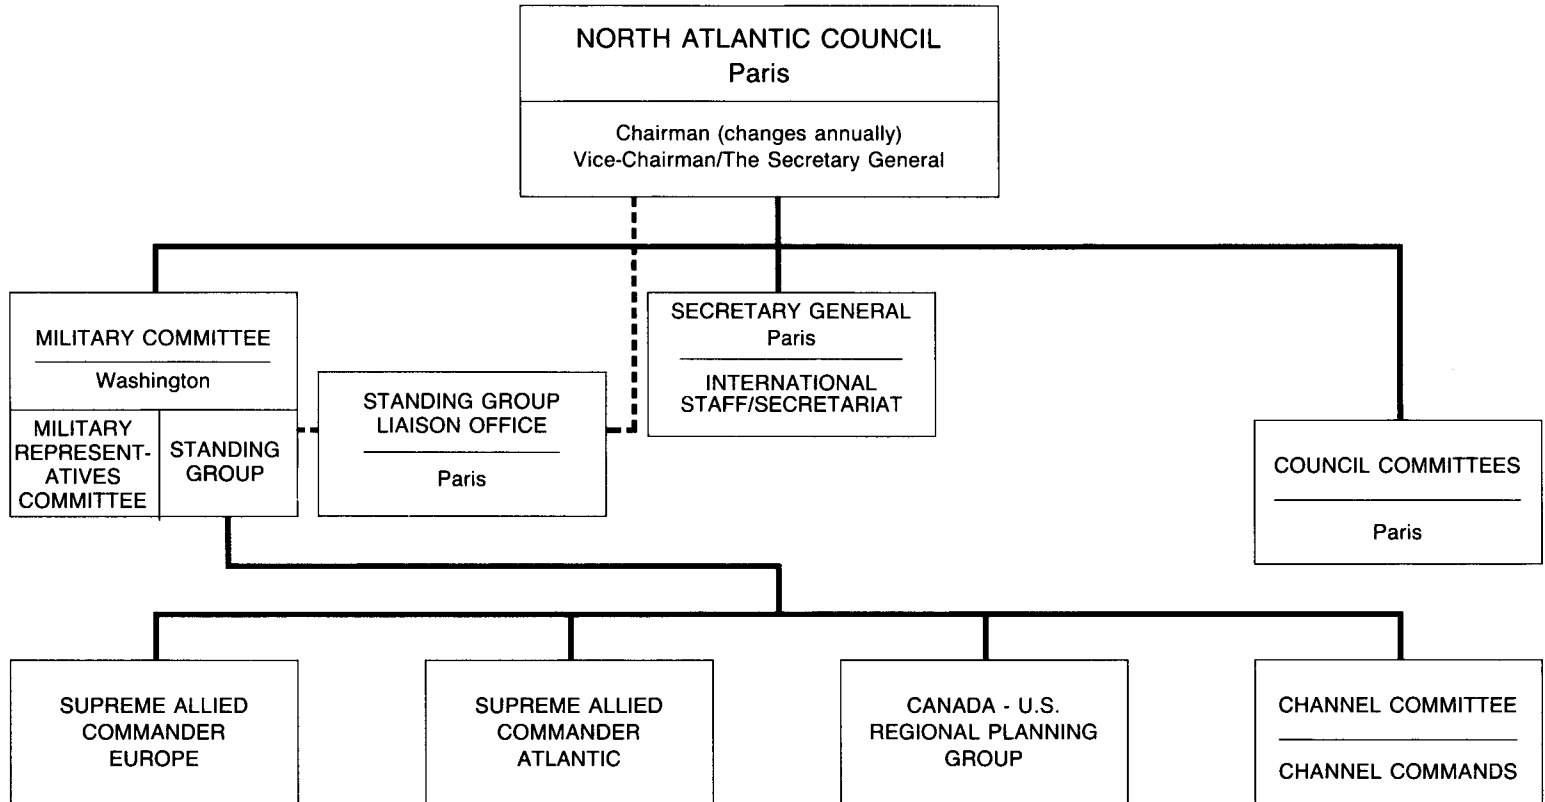 NORTH ATLANTIC COUNCIL
Paris
Chairman (changes annually)
Vice-Chairman/The Secretary General
MILITARY COMMITTEE
Washington
MILITARY
REPRESENT-
ATIVES
COMMITTEE
STANDING
GROUP
STANDING GROUP
LIAISON OFFICE
Paris
SECRETARY GENERAL
Paris
INTERNATIONAL
STAFF/SECRETARIAT
COUNCIL COMMITTEES
Paris
SUPREME ALLIED
COMMANDER
EUROPE
SUPREME ALLIED
COMMANDER
ATLANTIC
CANADA - U.S.
REGIONAL PLANNING
GROUP
CHANNEL COMMITTEE
CHANNEL COMMANDS